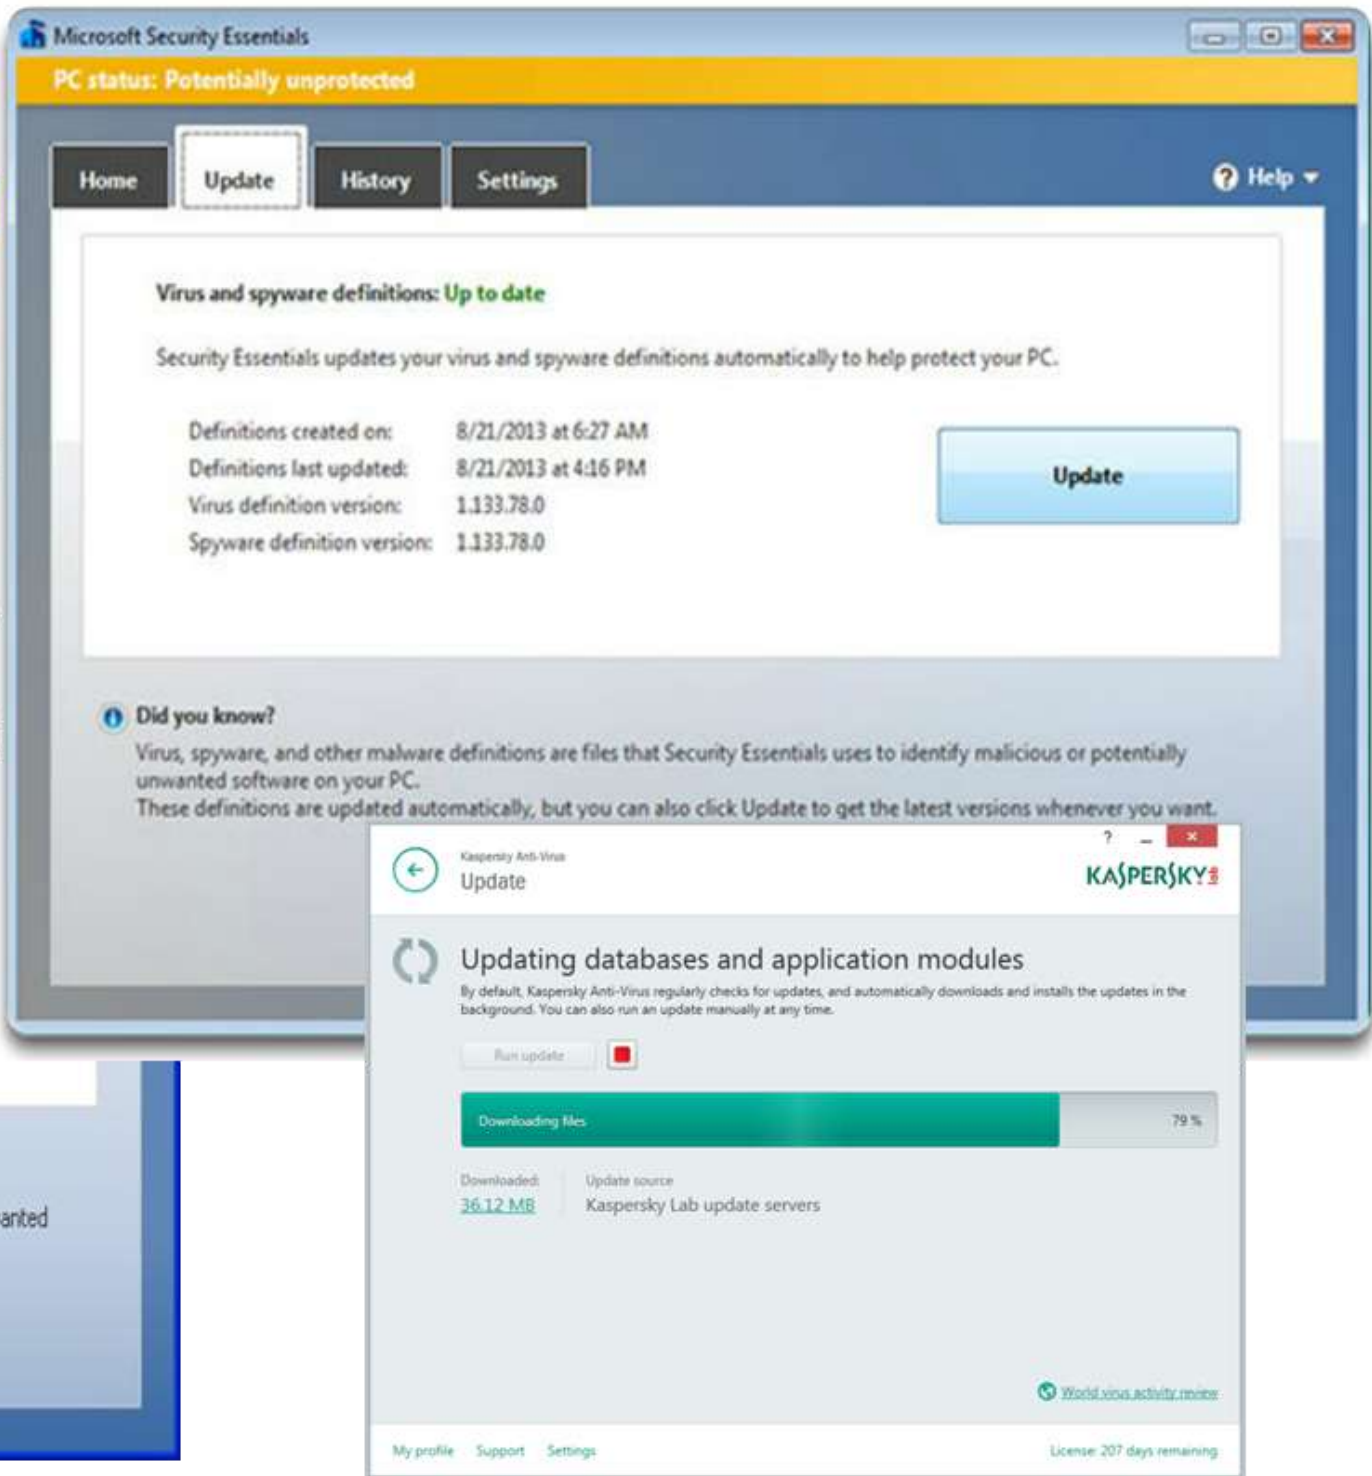 Microsoft Security Essentials
PC status: Potentially unprotected
Home
Update
History
Settings
Help
Virus and spyware definitions: Up to date
Security Essentials updates your virus and spyware definitions automatically to help protect your PC.
Definitions created on: 8/21/2013 at 6:27 AM
Definitions last updated: 8/21/2013 at 4:16 PM
Virus definition version: 1.133.78.0
Spyware definition version: 1.133.78.0
Update
Did you know?
Virus, spyware, and other malware definitions are files that Security Essentials uses to identify malicious or potentially
unwanted software on your PC.
These definitions are updated automatically, but you can also click Update to get the latest versions whenever you want.
Kaspersky Anti-Virus
Update
KASPERSKY lab
Updating databases and application modules
By default, Kaspersky Anti-Virus regularly checks for updates, and automatically downloads and installs the updates in the
background. You can also run an update manually at any time.
Run update
Downloading files
79 %
Downloaded:
36.12 MB
Update source
Kaspersky Lab update servers
anted
World virus activity review
My profile
Support
Settings
License: 207 days remaining